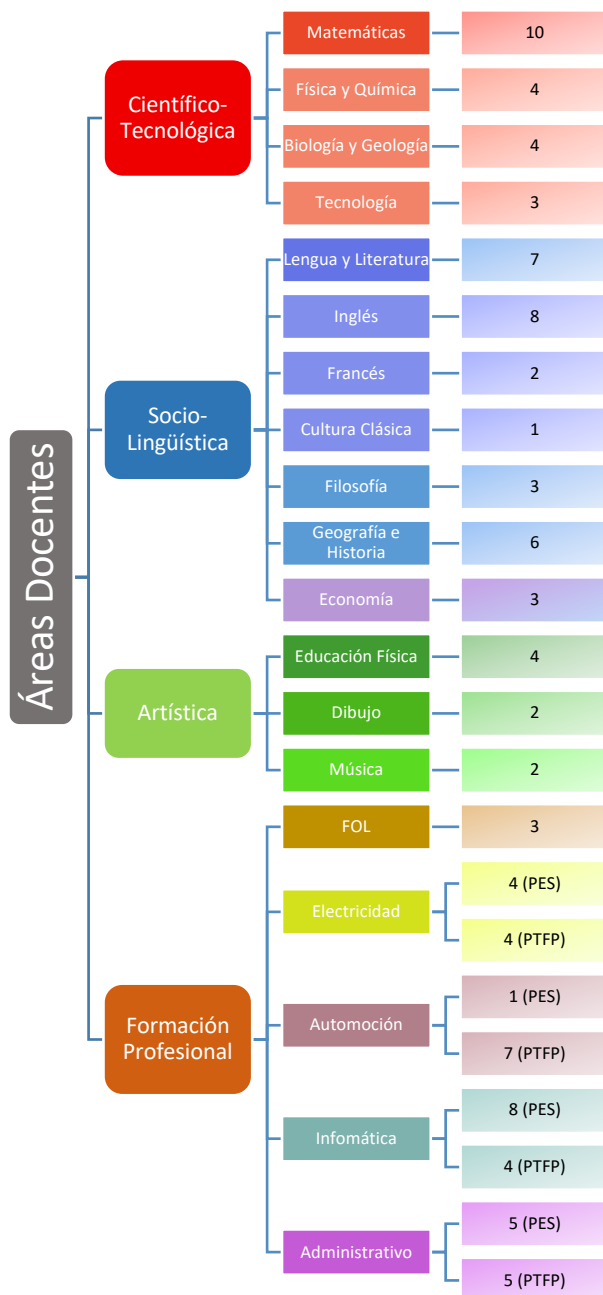 Áreas Docentes
Científico-
Tecnológica
Matemáticas
10
Física y Química
4
Biología y Geología
4
Tecnología
3
Socio-
Lingüística
Lengua y Literatura
7
Inglés
8
Francés
2
Cultura Clásica
1
Filosofía
3
Geografía e
Historia
6
Economía
3
Artística
Educación Física
4
Dibujo
2
Música
2
Formación
Profesional
FOL
3
Electricidad
4 (PES)
4 (PTFP)
Automoción
1 (PES)
7 (PTFP)
Infomática
8 (PES)
4 (PTFP)
Administrativo
5 (PES)
5 (PTFP)